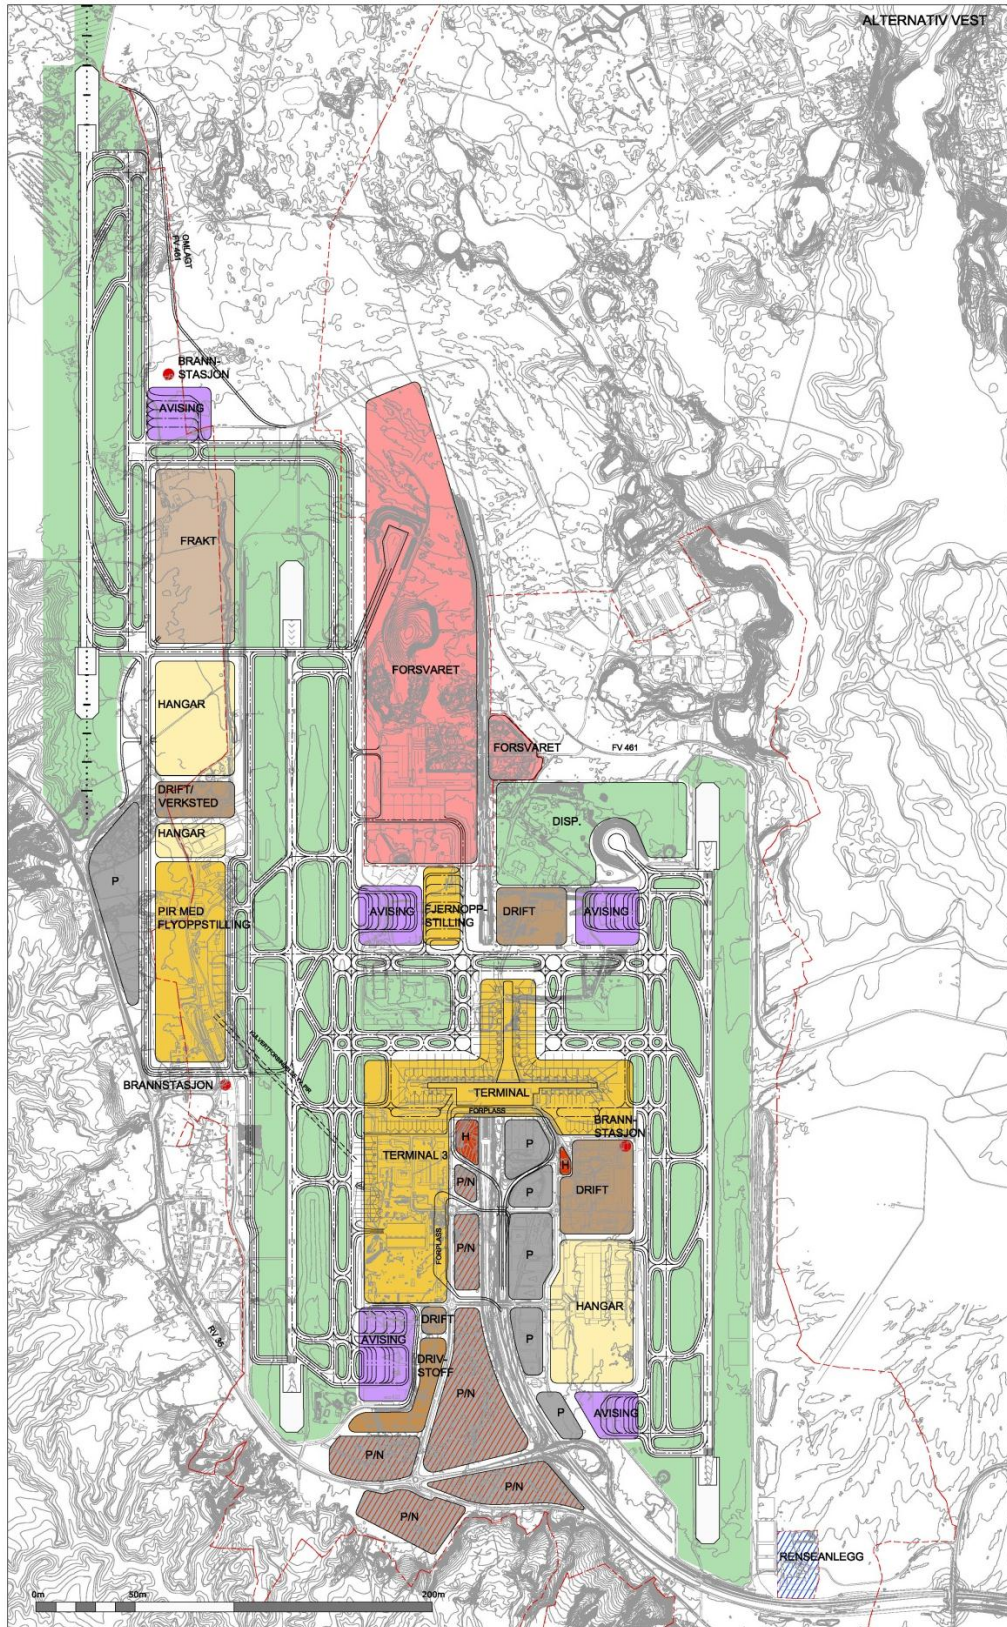 ALTERNATIV VEST
OMLAGT
FV 461
BRANN-
STASJON
AVISING
FRAKT
FORSVARET
HANGAR
FORSVARET
FV 461
DRIFT/
VERKSTED
DISP.
HANGAR
P
PIR MED
FLYOPPSTILLING
AVISING
FJERNOPP-
STILLING
DRIFT
AVISING
BRANNSTASJON
TERMINAL
FORPLASS
BRANN-
STASJON
H
P
TERMINAL 3
H
P/N
P
DRIFT
FORPLASS
P/N
P
HANGAR
DRIFT
AVISING
P
RV 35
DRIV-
STOFF
P/N
P
AVISING
P/N
P/N
P/N
RENSEANLEGG
0m
50m
200m